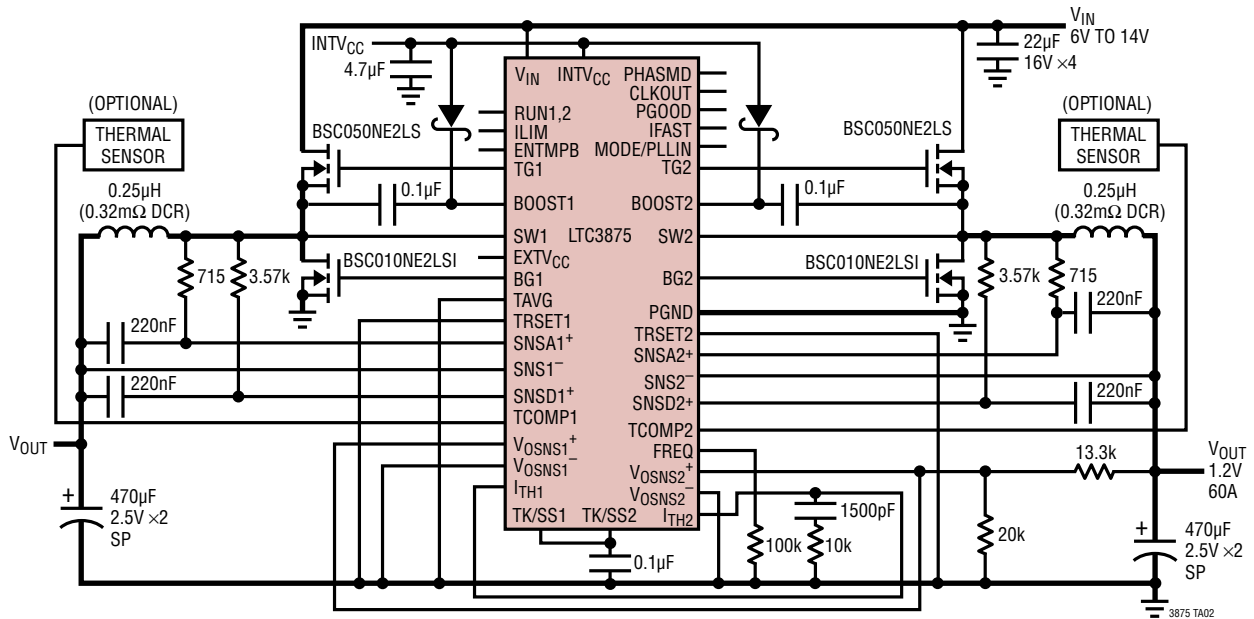 V_IN
6V TO 14V
22µF
16V ×4
INTV_CC
4.7µF
(OPTIONAL)
THERMAL
SENSOR
0.25µH
(0.32mΩ DCR)
BSC050NE2LS
0.1µF
BSC010NE2LSI
715
3.57k
220nF
220nF
V_OUT
+
470µF
2.5V ×2
SP
V_IN
INTV_CC
RUN1,2
ILIM
ENTMPB
TG1
BOOST1
SW1
LTC3875
EXTV_CC
BG1
TAVG
TRSET1
SNSA1+
SNS1–
SNSD1+
TCOMP1
V_OSNS1+
V_OSNS1–
I_TH1
TK/SS1
TK/SS2
PHASMD
CLKOUT
PGOOD
IFAST
MODE/PLLIN
TG2
BOOST2
SW2
BG2
PGND
TRSET2
SNSA2+
SNS2–
SNSD2+
TCOMP2
FREQ
V_OSNS2+
V_OSNS2–
I_TH2
0.1µF
BSC050NE2LS
0.1µF
BSC010NE2LSI
(OPTIONAL)
THERMAL
SENSOR
0.25µH
(0.32mΩ DCR)
3.57k
715
220nF
220nF
13.3k
V_OUT
1.2V
60A
1500pF
100k
10k
20k
+
470µF
2.5V ×2
SP
3875 TA02